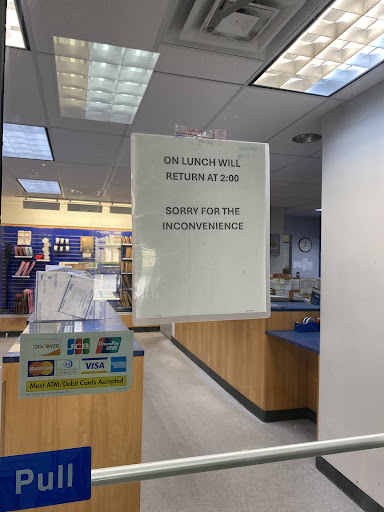 ON LUNCH WILL
RETURN AT 2:00
SORRY FOR THE
INCONVENIENCE
DISCOVER
JCB
MasterCard
VISA
Most ATM/Debit Cards Accepted
Pull